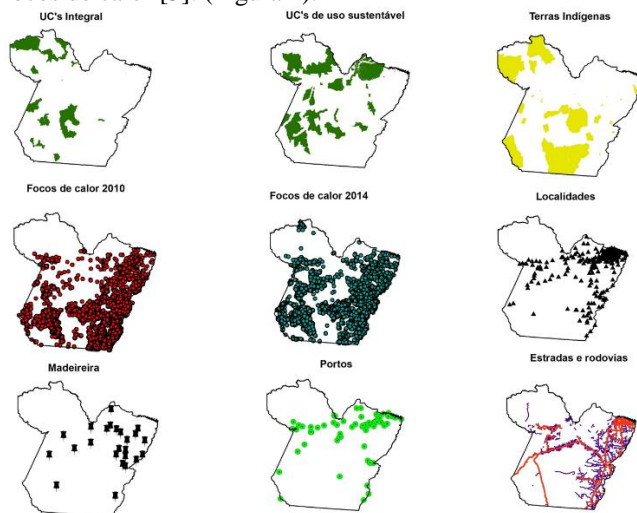 UC's Integral
UC's de uso sustentável
Terras Indígenas
Focos de calor 2010
Focos de calor 2014
Localidades
Madeireira
Portos
Estradas e rodovias